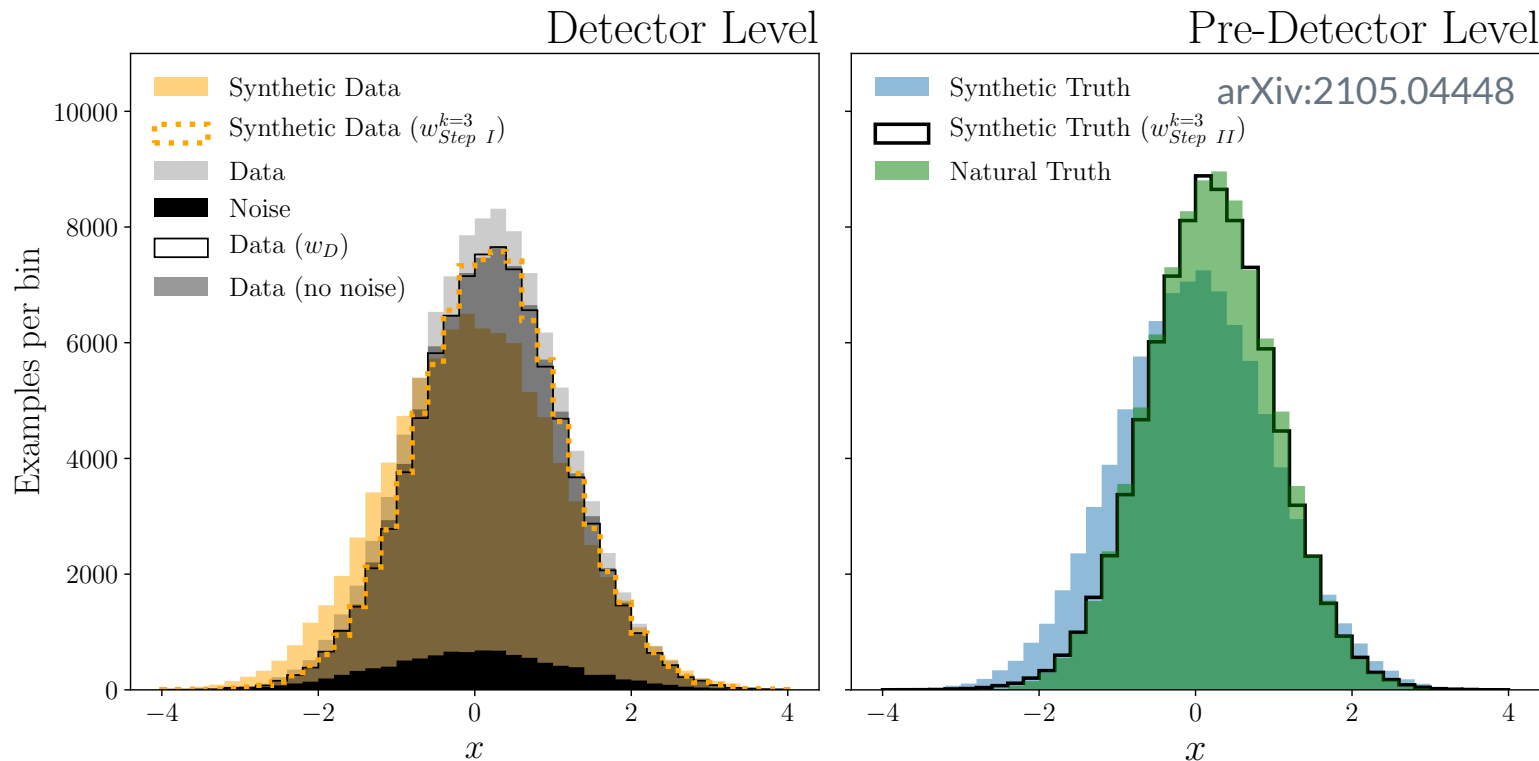 Detector Level
Synthetic Data
Synthetic Data ($w_{Step\ I}^{k=3}$)
Data
Noise
Data ($w_D$)
Data (no noise)
Examples per bin
10000
8000
6000
4000
2000
0
−4 −2 0 2 4
x
Pre-Detector Level
arXiv:2105.04448
Synthetic Truth
Synthetic Truth ($w_{Step\ II}^{k=3}$)
Natural Truth
−4 −2 0 2 4
x